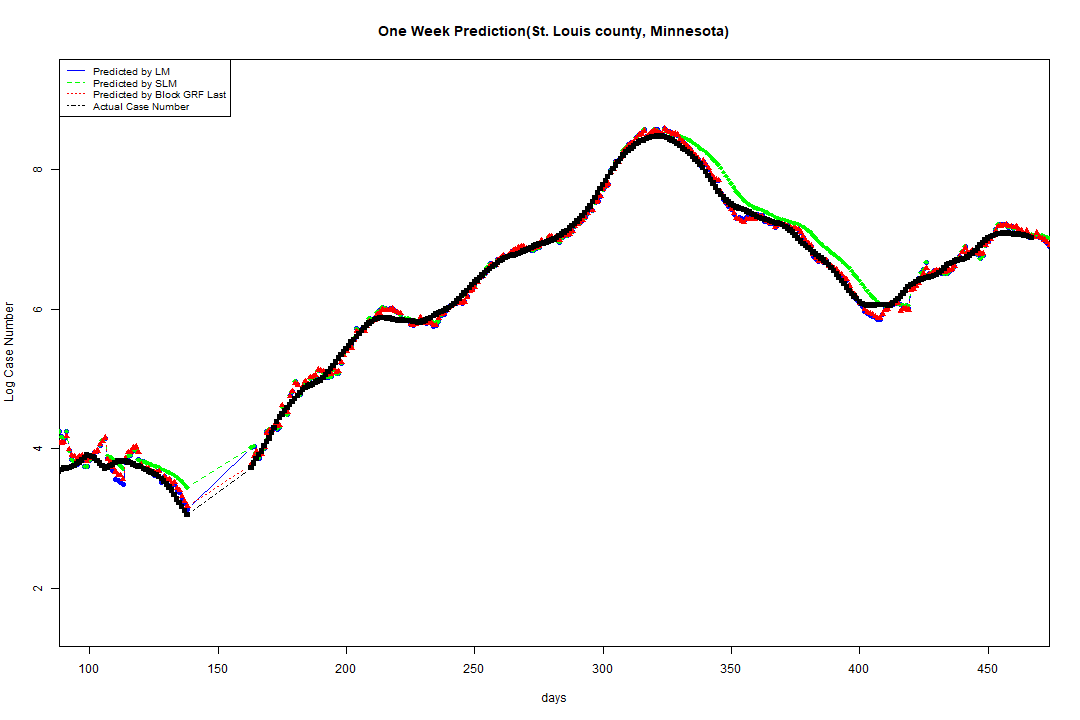 One Week Prediction(St. Louis county, Minnesota)
Predicted by LM
Predicted by SLM
Predicted by Block GRF Last
Actual Case Number
Log Case Number
8
6
4
2
100 150 200 250 300 350 400 450
days